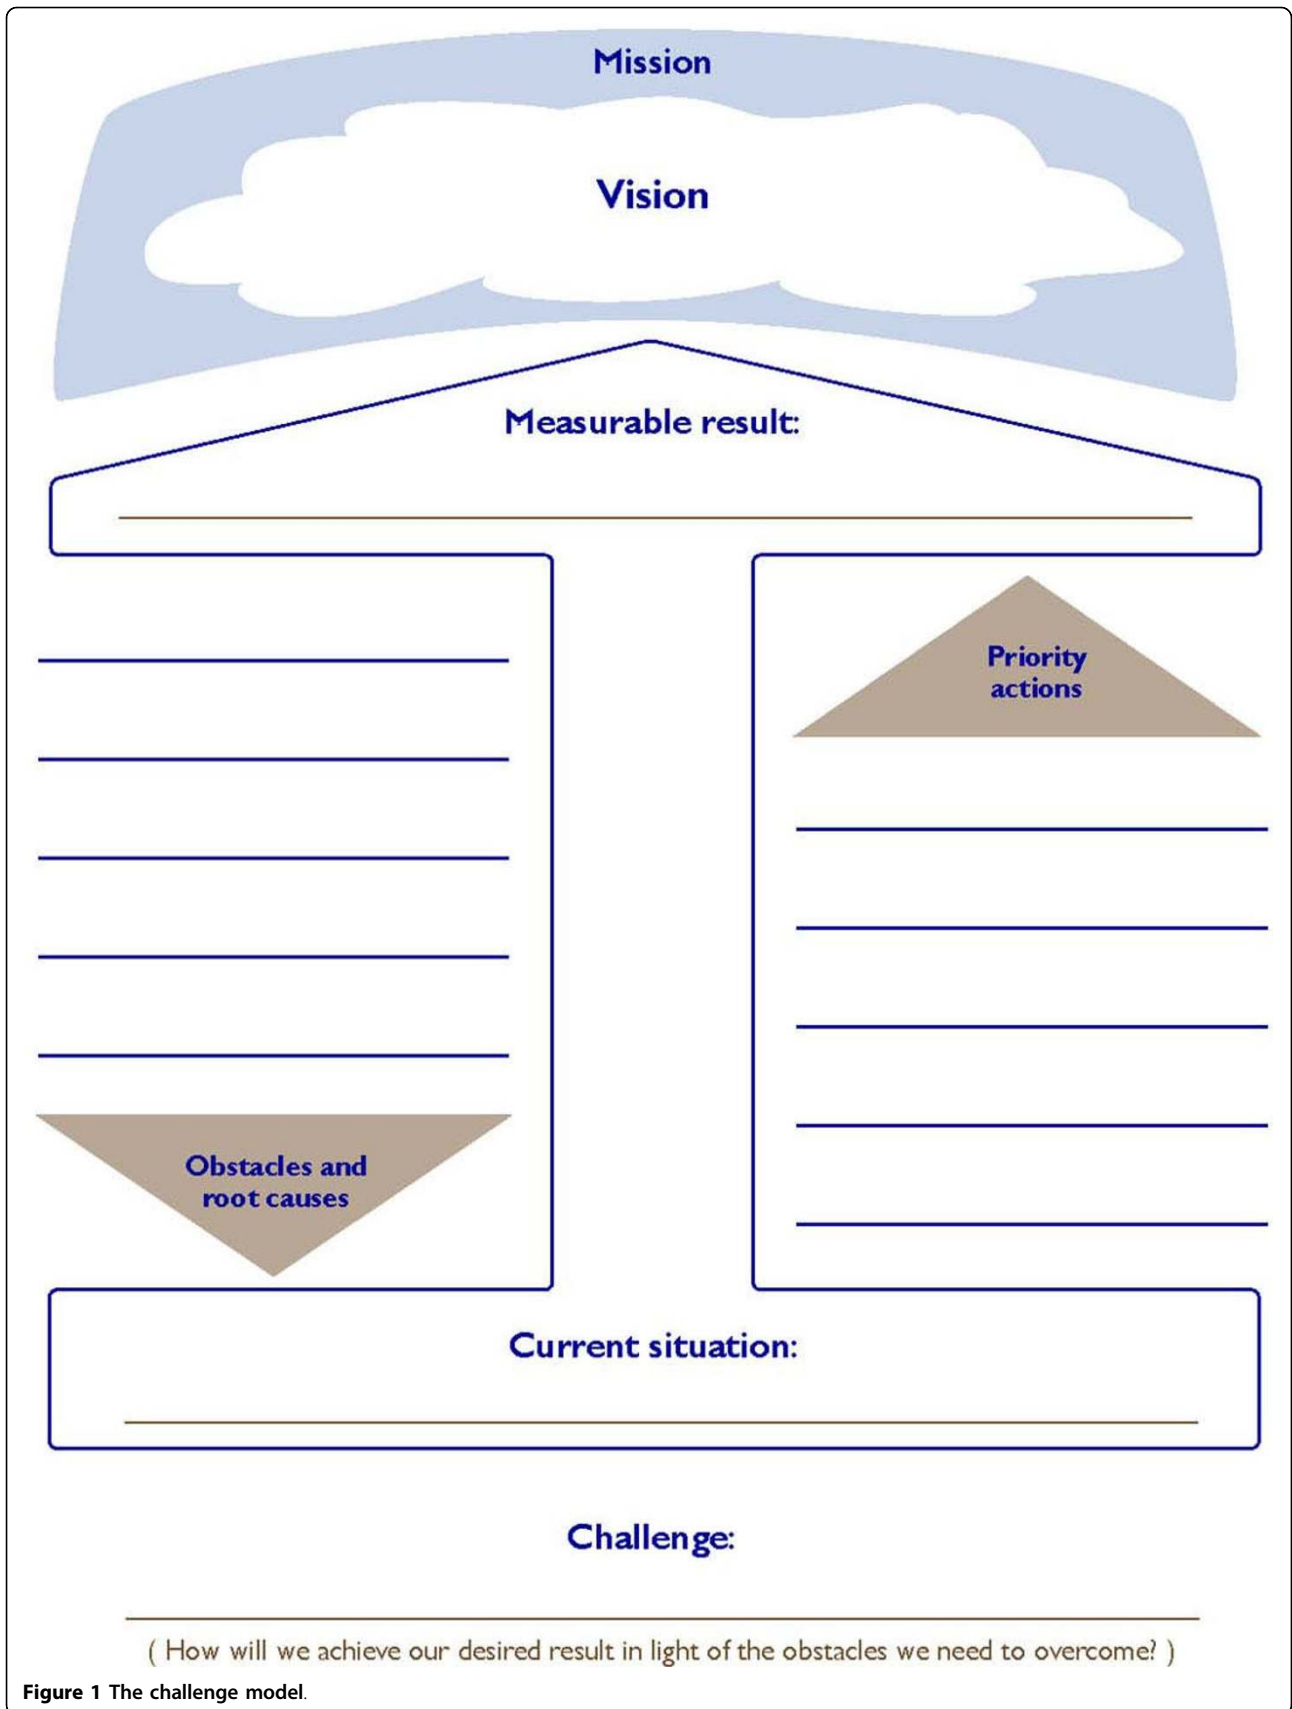 Mission
Vision
Measurable result:
Priority
actions
Obstacles and
root causes
Current situation:
Challenge:
( How will we achieve our desired result in light of the obstacles we need to overcome? )
Figure 1 The challenge model.